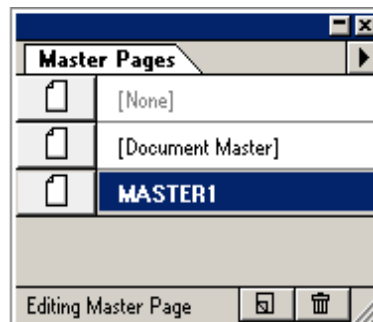 Master Pages
[None]
[Document Master]
MASTER1
Editing Master Page